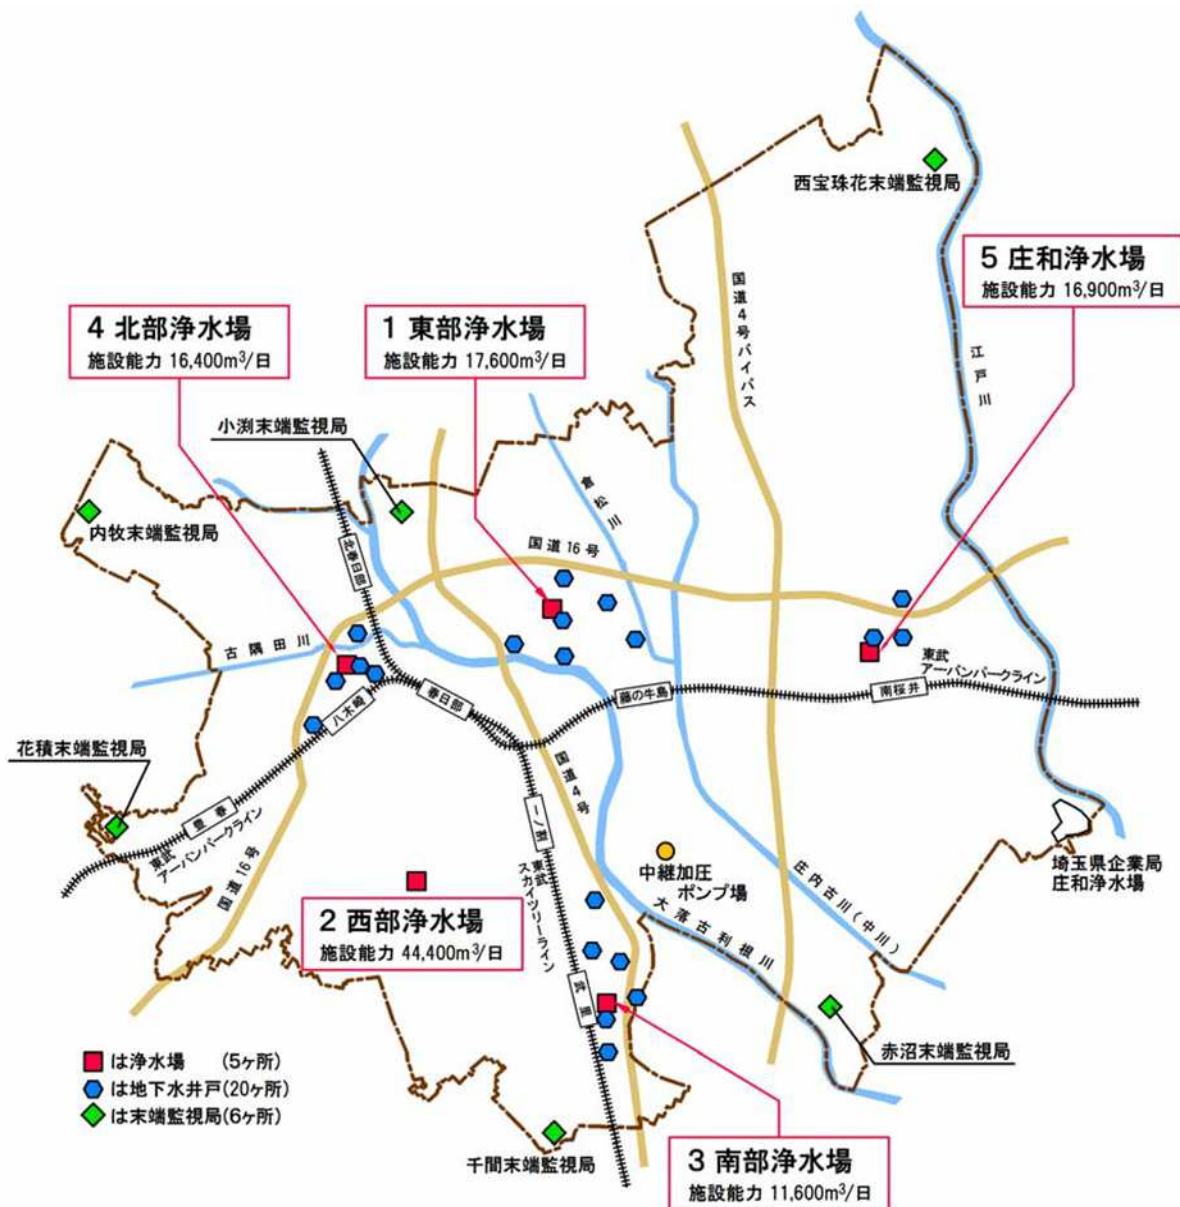 西宝珠花末端監視局
5 庄和浄水場
施設能力 16,900m³/日
国道4号バイパス
江戸川
4 北部浄水場
施設能力 16,400m³/日
1 東部浄水場
施設能力 17,600m³/日
小渕末端監視局
内牧末端監視局
北春日部
倉松川
国道16号
古隅田川
八木崎
春日部
藤の牛島
南桜井
東武
アーバンパークライン
花積末端監視局
豊春
東武
アーバンパークライン
国道16号
国道4号
一ノ割
東武
スカイツリーライン
中継加圧
ポンプ場
庄内古川(中川)
埼玉県企業局
庄和浄水場
2 西部浄水場
施設能力 44,400m³/日
大落古利根川
武里
赤沼末端監視局
は浄水場 (5ヶ所)
は地下水井戸(20ヶ所)
は末端監視局(6ヶ所)
千間末端監視局
3 南部浄水場
施設能力 11,600m³/日